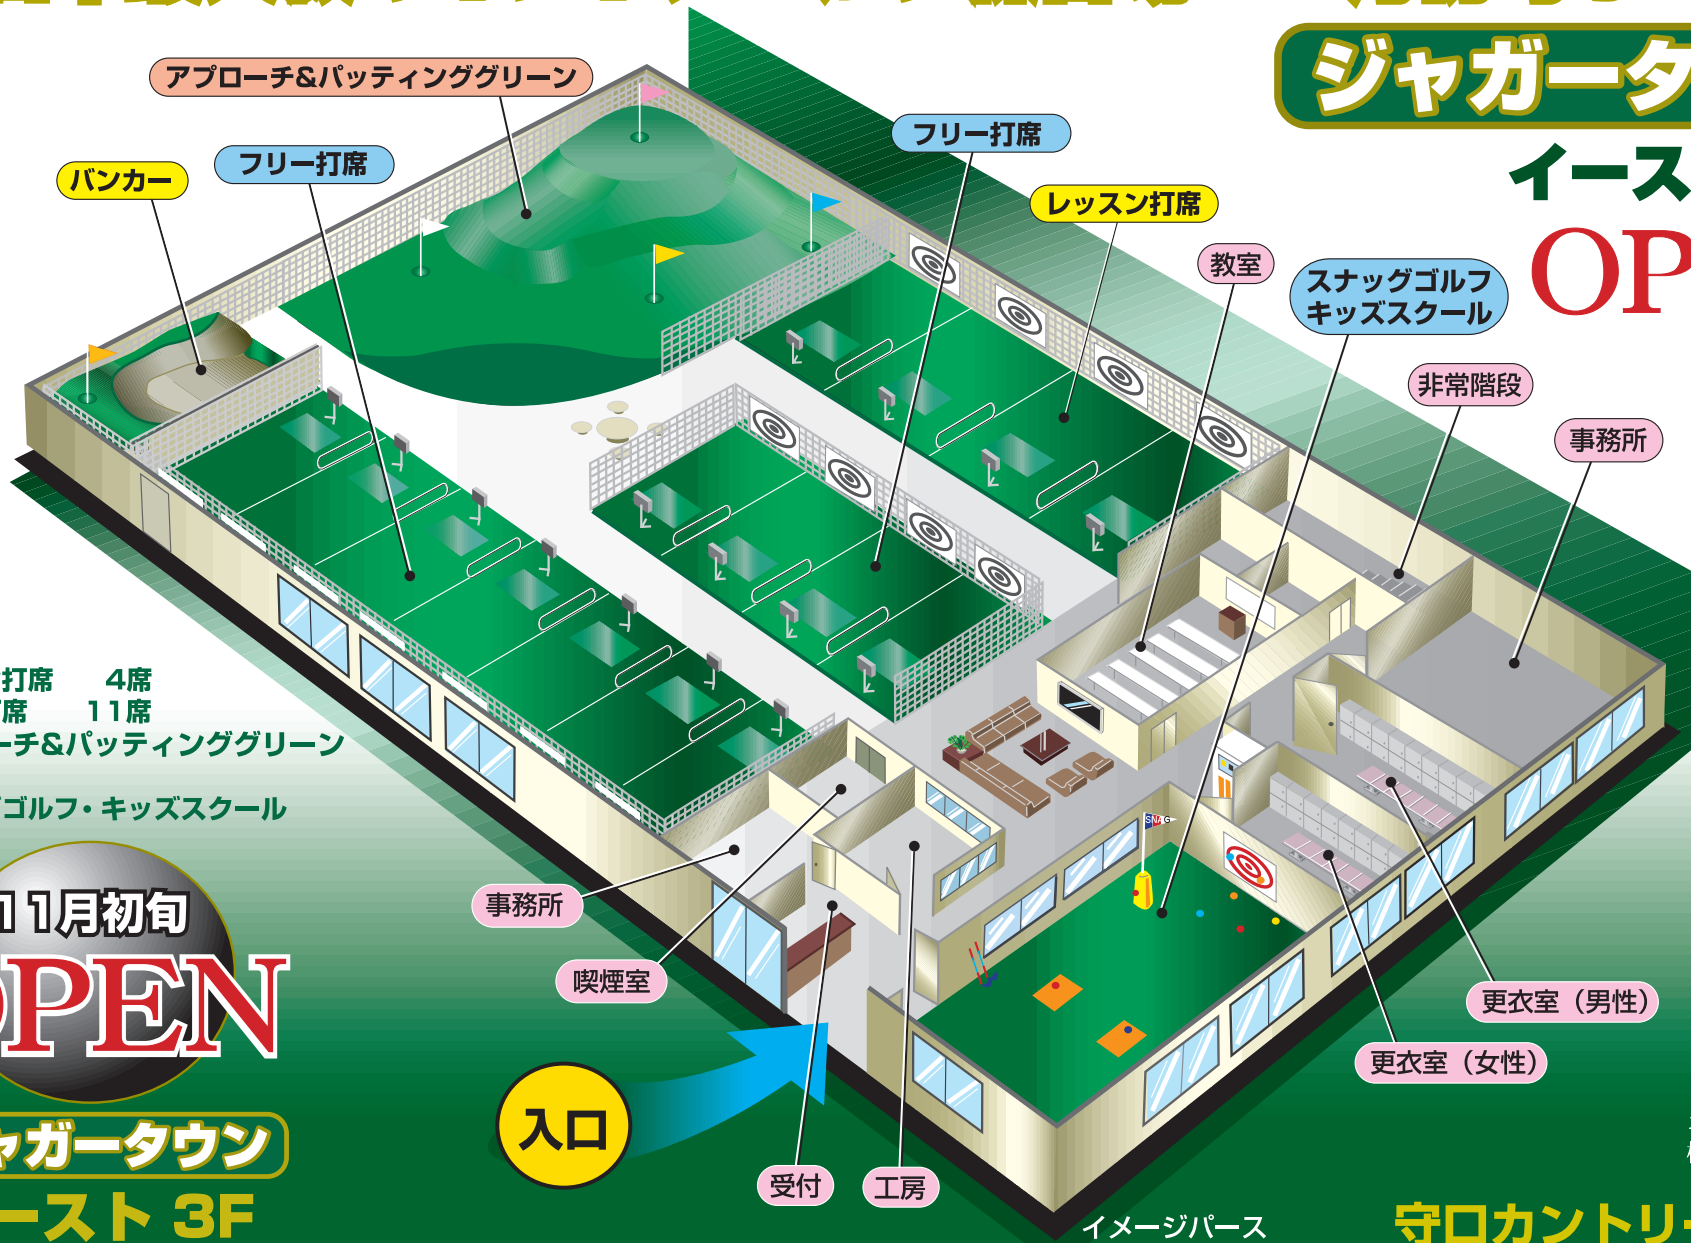 ジャガータ
イース
OP
アプローチ&パッティンググリーン
フリー打席
フリー打席
バンカー
レッスン打席
教室
スナッグゴルフ
キッズスクール
非常階段
事務所
打席 4席
席 11席
ーチ&パッティンググリーン
ゴルフ・キッズスクール
11月初旬
OPEN
SNAG
事務所
喫煙室
更衣室（男性）
更衣室（女性）
入口
受付
工房
ャガータウン
ースト 3F
イメージパース
守口カントリー